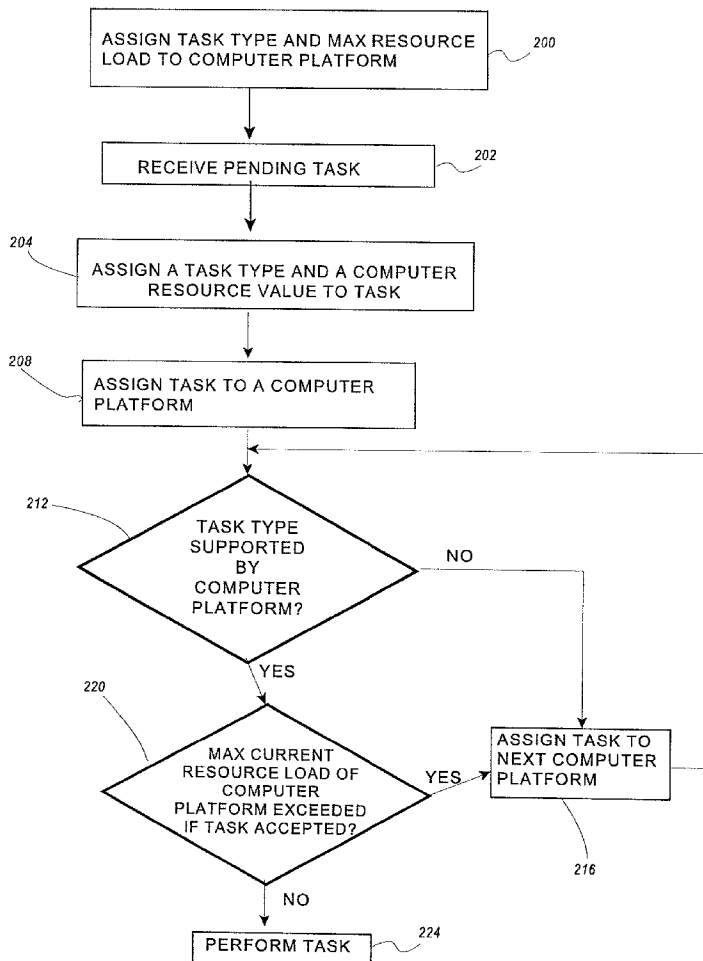 ASSIGN TASK TYPE AND MAX RESOURCE
LOAD TO COMPUTER PLATFORM
200
RECEIVE PENDING TASK
202
204
ASSIGN A TASK TYPE AND A COMPUTER
RESOURCE VALUE TO TASK
208
ASSIGN TASK TO A COMPUTER
PLATFORM
212
TASK TYPE
SUPPORTED
BY
COMPUTER
PLATFORM?
NO
YES
220
MAX CURRENT
RESOURCE LOAD OF
COMPUTER
PLATFORM EXCEEDED
IF TASK ACCEPTED?
YES
ASSIGN TASK TO
NEXT COMPUTER
PLATFORM
216
NO
PERFORM TASK
224